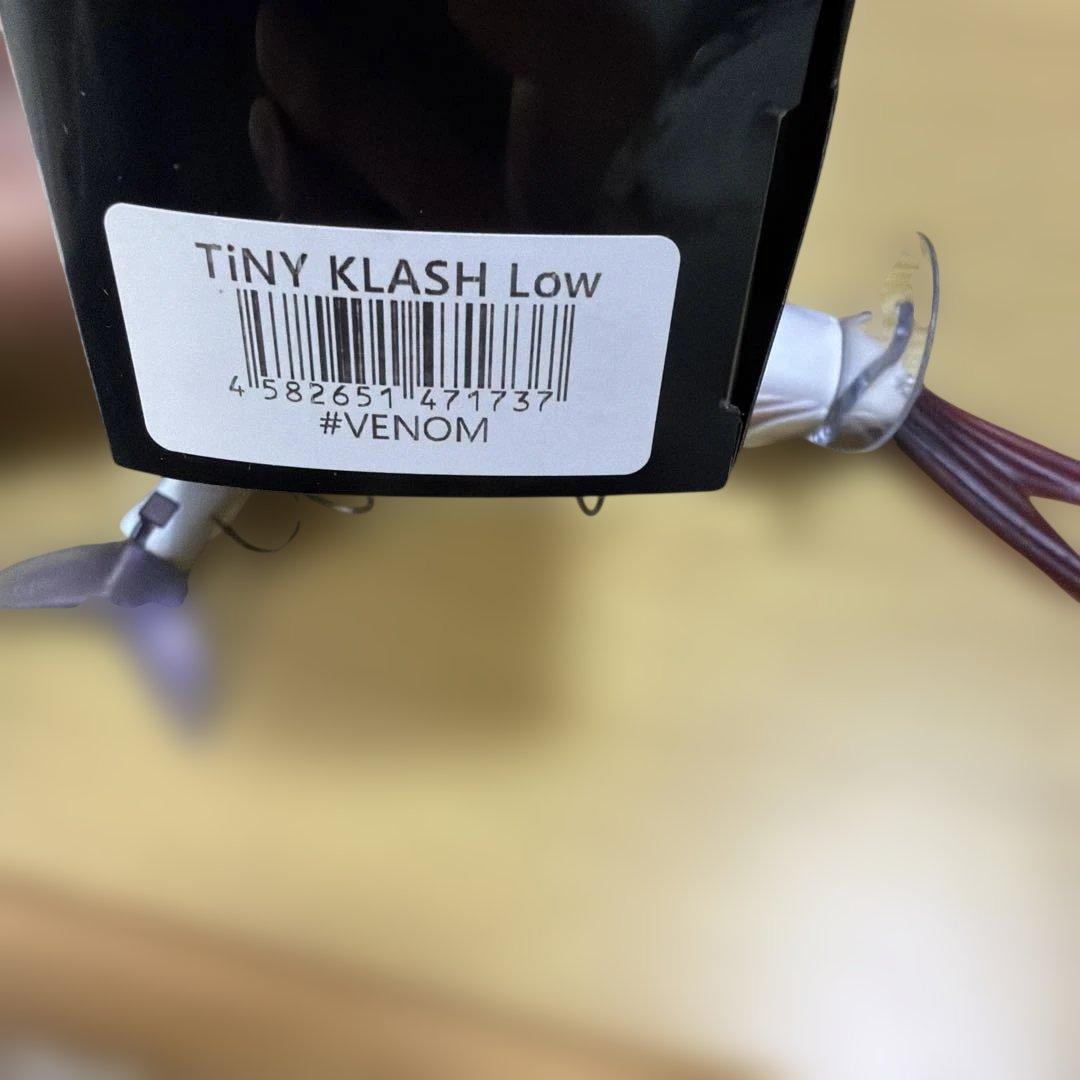 TiNY KLASH Low
4 582651 471737
#VENOM